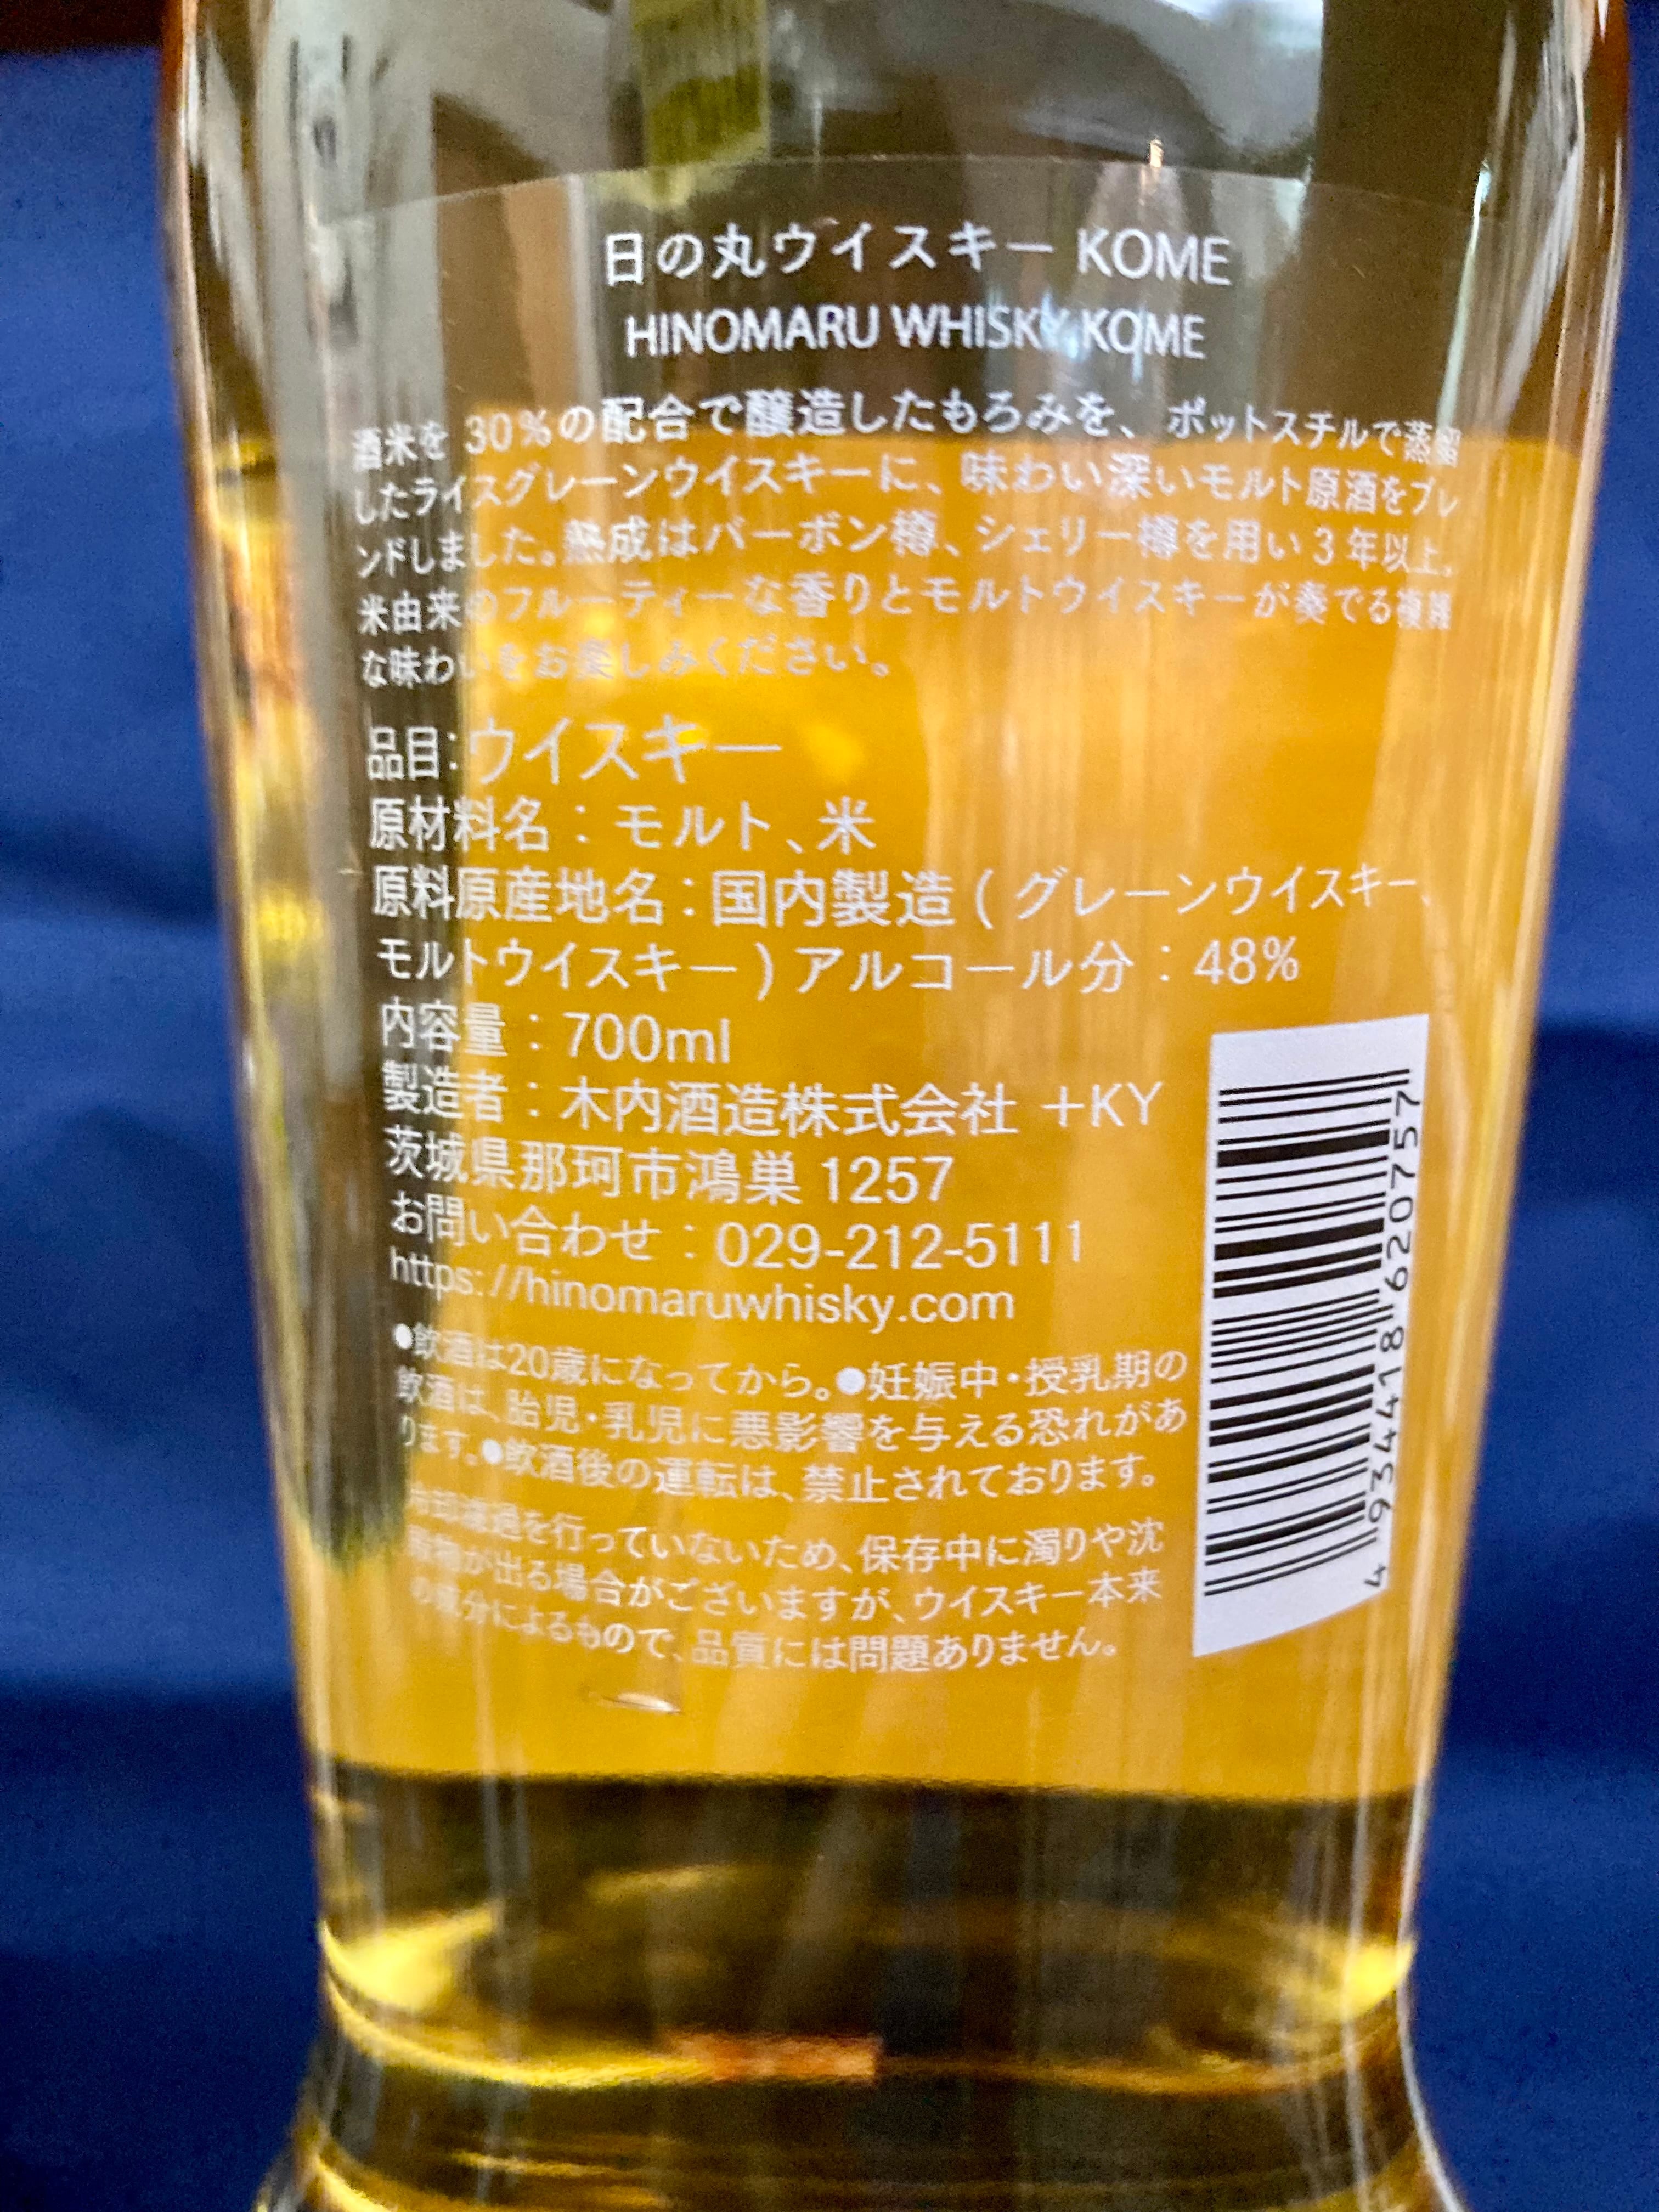 日の丸ウイスキー KOME
HINOMARU WHISKY KOME
酒米を 30%の配合で醸造したもろみを、ポットスチルで蒸留
したライスグレーンウイスキーに、味わい深いモルト原酒をブレ
ンドしました。熟成はバーボン樽、シェリー樽を用い 3 年以上。
米由来のフルーティーな香りとモルトウイスキーが奏でる複雑
な味わいをお楽しみください。
品目：ウイスキー
原材料名：モルト、米
原料原産地名：国内製造 ( グレーンウイスキー、
モルトウイスキー ) アルコール分：48%
内容量：700ml
製造者：木内酒造株式会社 +KY
茨城県那珂市鴻巣 1257
お問い合わせ：029-212-5111
https://hinomaruwhisky.com
●飲酒は20歳になってから。●妊娠中・授乳期の
飲酒は、胎児・乳児に悪影響を与える恐れがあ
ります。●飲酒後の運転は、禁止されております。
冷却濾過を行っていないため、保存中に濁りや沈
殿物が出る場合がございますが、ウイスキー本来
の成分によるもので、品質には問題ありません。
4 934418 620757